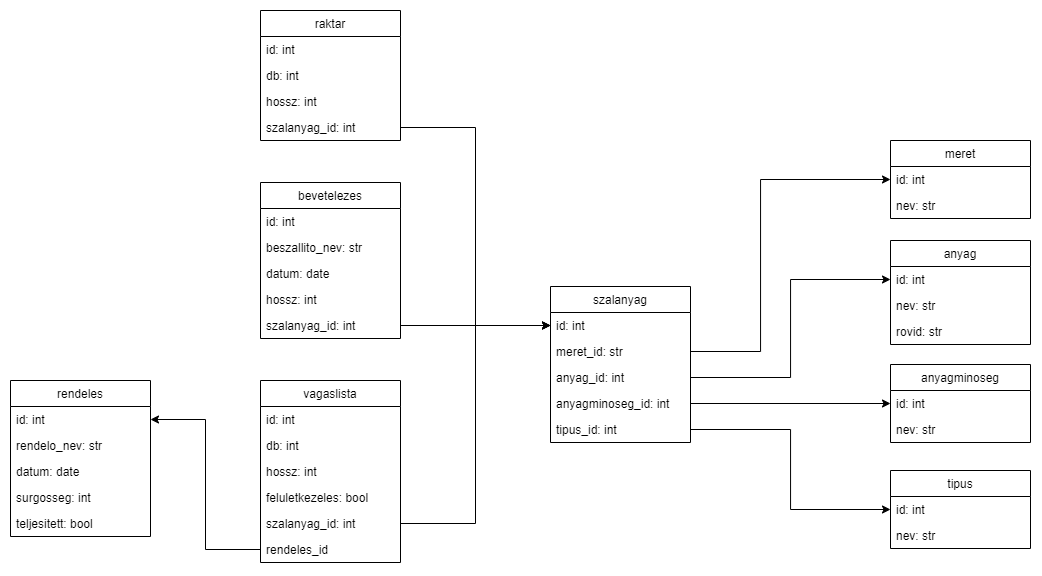 raktar
id: int
db: int
hossz: int
szalanyag_id: int
bevetelezes
id: int
beszallito_nev: str
datum: date
hossz: int
szalanyag_id: int
rendeles
id: int
rendelo_nev: str
datum: date
surgosseg: int
teljesitett: bool
vagaslista
id: int
db: int
hossz: int
feluletkezeles: bool
szalanyag_id: int
rendeles_id
szalanyag
id: int
meret_id: str
anyag_id: int
anyagminoseg_id: int
tipus_id: int
meret
id: int
nev: str
anyag
id: int
nev: str
rovid: str
anyagminoseg
id: int
nev: str
tipus
id: int
nev: str